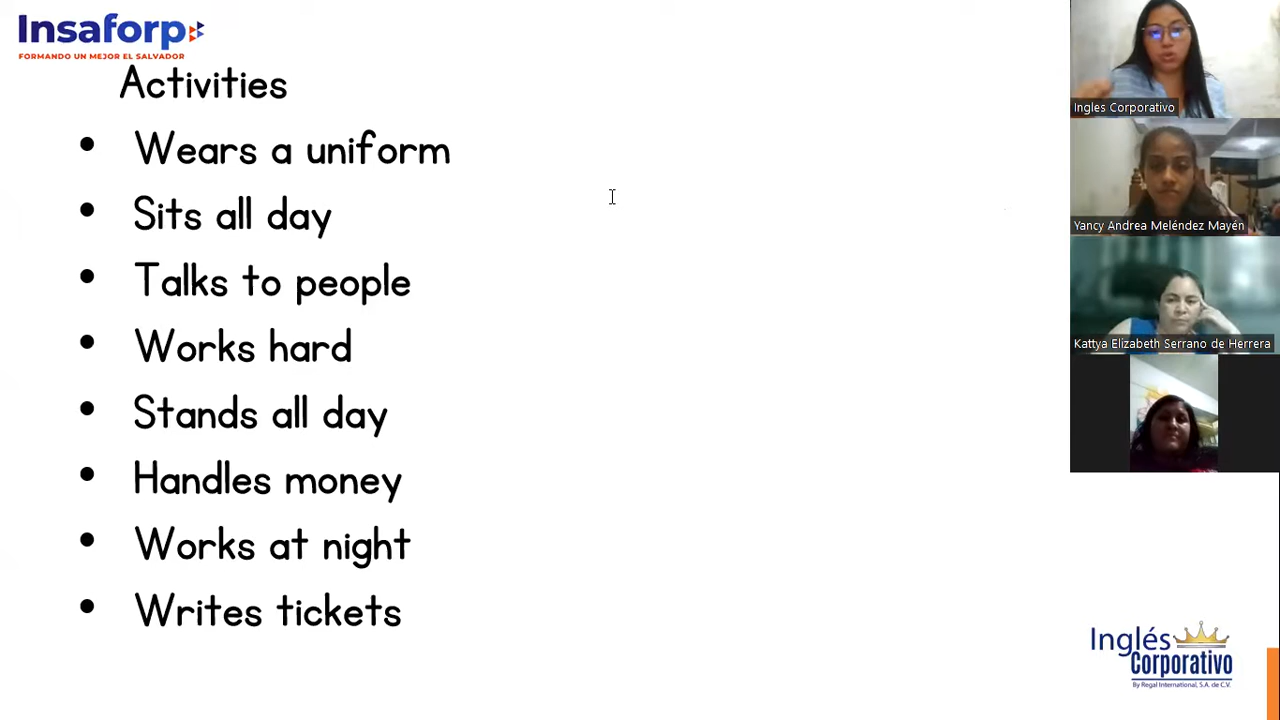 Insaforp
FORMANDO UN MEJOR EL SALVADOR
Activities
• Wears a uniform
• Sits all day
• Talks to people
• Works hard
• Stands all day
• Handles money
• Works at night
• Writes tickets
Ingles Corporativo
Yancy Andrea Meléndez Mayén
Kattya Elizabeth Serrano de Herrera
Inglés
Corporativo
By Regal International, S.A. de C.V.